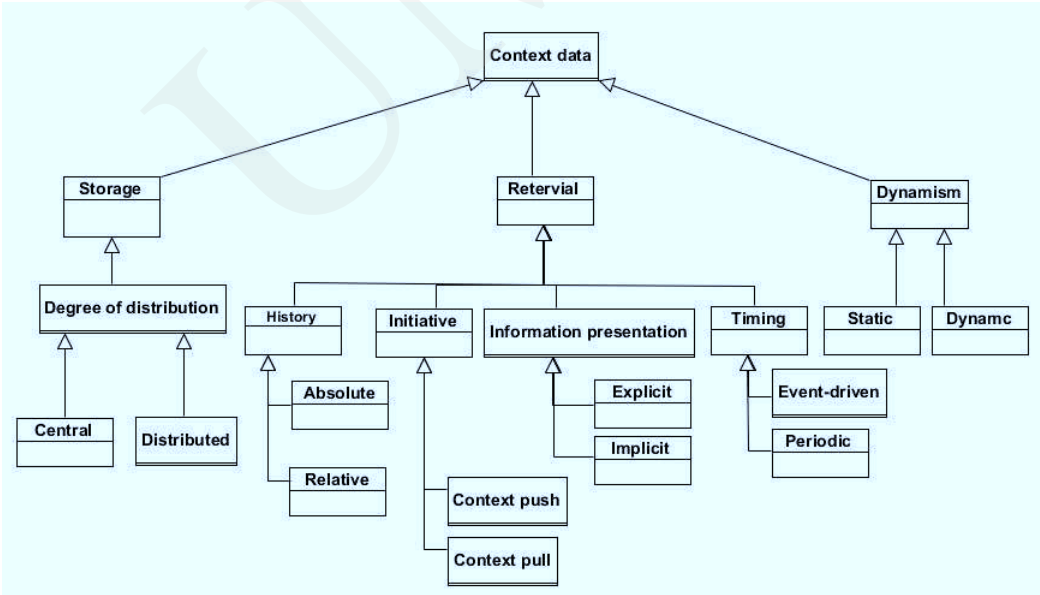 Context data
Storage
Retervial
Dynamism
Degree of distribution
History
Initiative
Information presentation
Timing
Static
Dynamc
Central
Distributed
Absolute
Relative
Context push
Context pull
Explicit
Implicit
Event-driven
Periodic